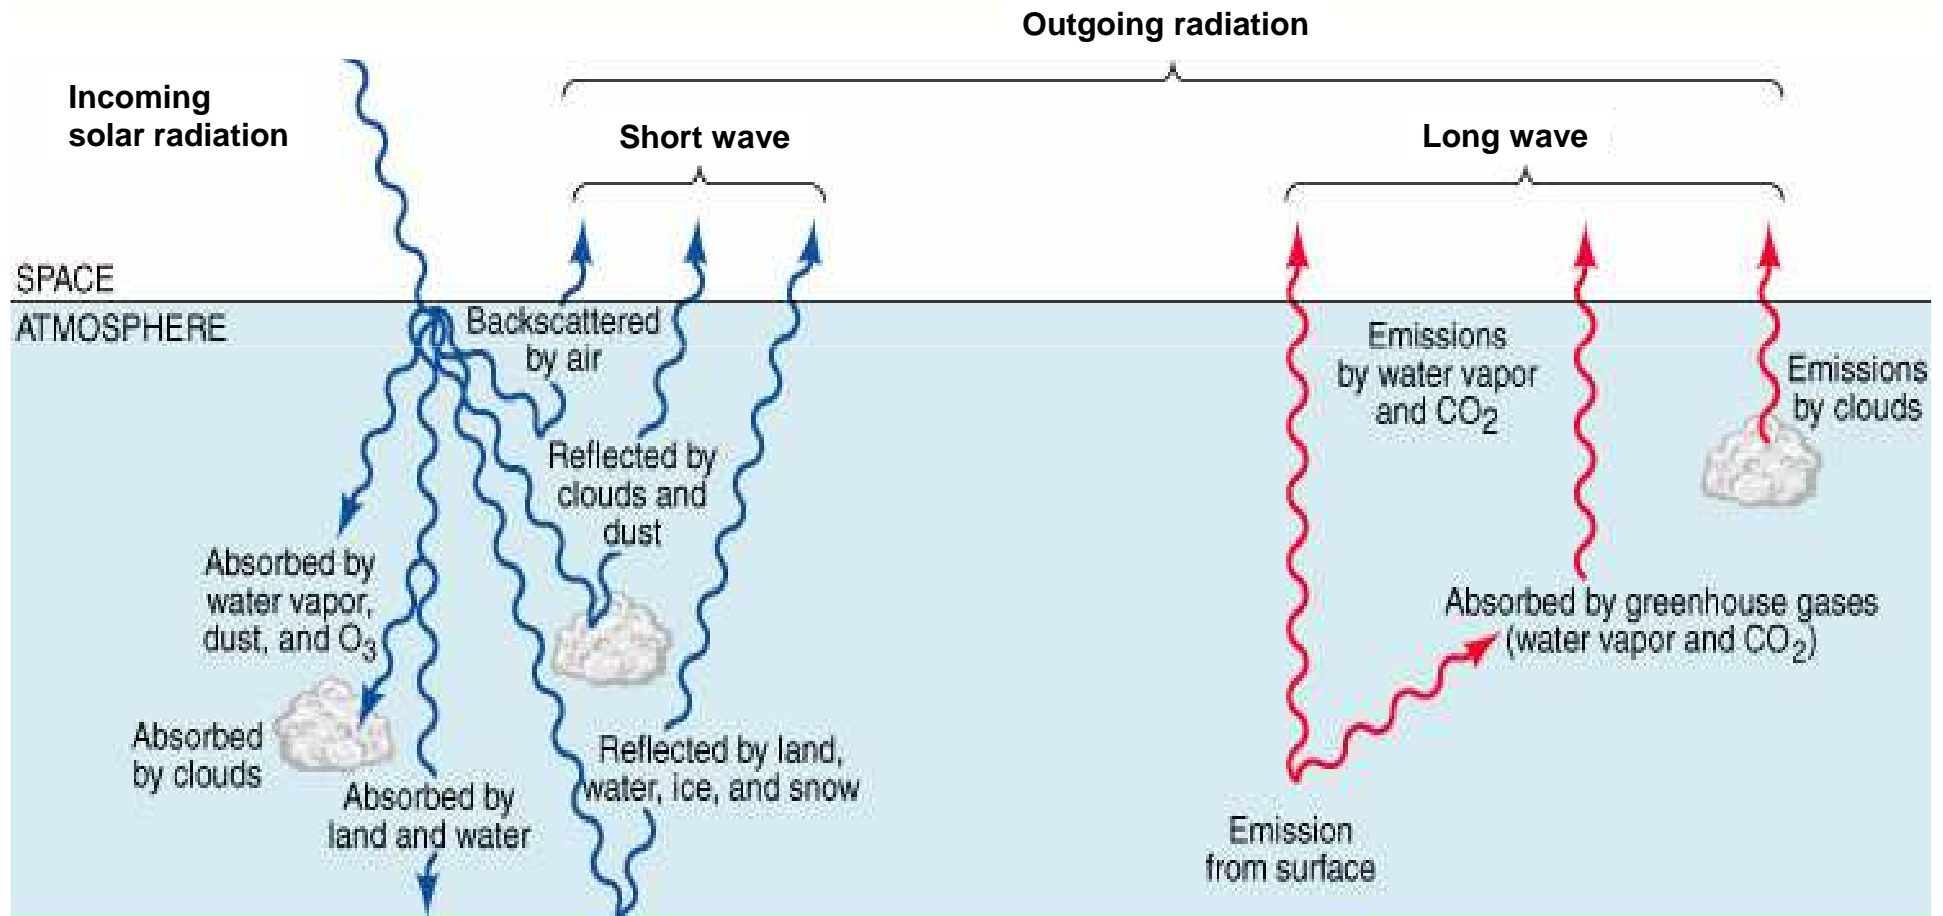 Outgoing radiation
Incoming
solar radiation
Short wave
Long wave
SPACE
ATMOSPHERE
Backscattered
by air
Reflected by
clouds and
dust
Absorbed by
water vapor,
dust, and O₃
Absorbed
by clouds
Absorbed by
land and water
Reflected by land,
water, ice, and snow
Emissions
by water vapor
and CO₂
Emissions
by clouds
Absorbed by greenhouse gases
(water vapor and CO₂)
Emission
from surface